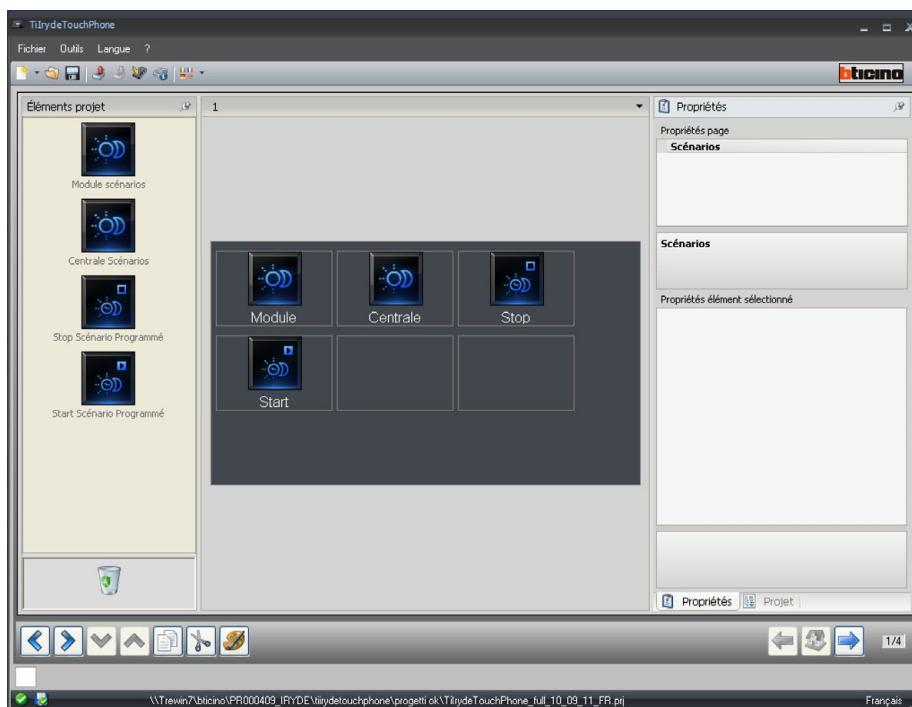 TiIrydeTouchPhone
Fichier Outils Langue ?
bticino
Éléments projet
1
Propriétés
Module scénarios
Centrale Scénarios
Stop Scénario Programmé
Start Scénario Programmé
Module
Centrale
Stop
Start
Propriétés page
Scénarios
Scénarios
Propriétés élément sélectionné
Propriétés
Projet
1/4
\\Trewin7\bticino\PR000409_IRYDE\tiirydetouchphone\progetti ok\TiIrydeTouchPhone_full_10_09_11_FR.prj
Français